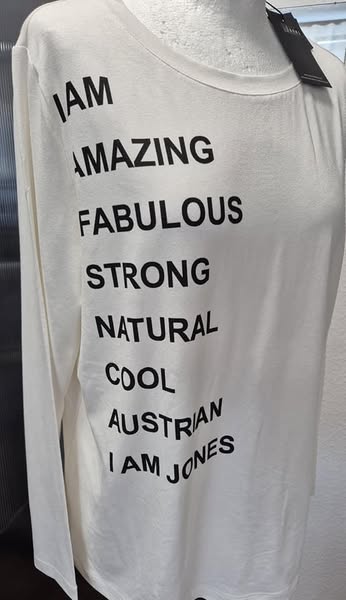 I AM
AMAZING
FABULOUS
STRONG
NATURAL
COOL
AUSTRIAN
I AM JONES